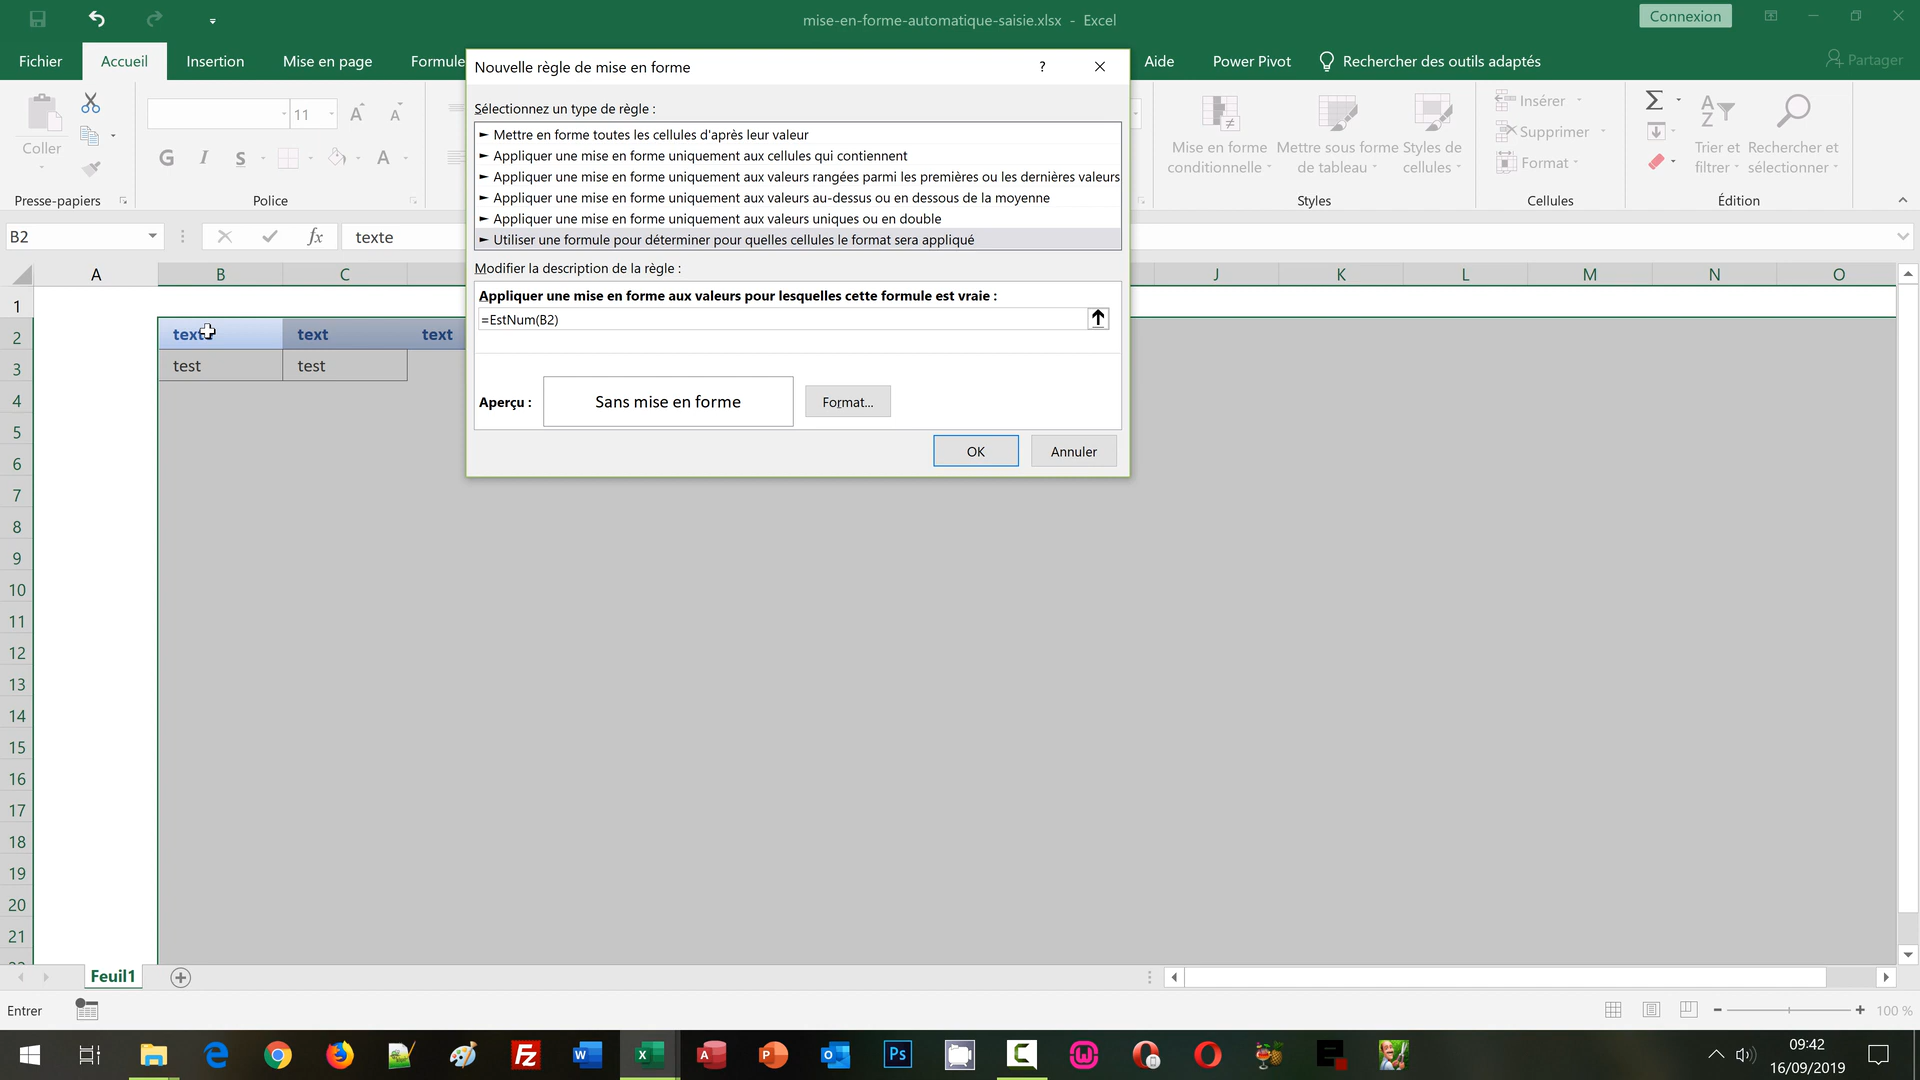 mise-en-forme-automatique-saisie.xlsx - Excel
Connexion
Fichier Accueil Insertion Mise en page Formule Aide Power Pivot Rechercher des outils adaptés Partager
Nouvelle règle de mise en forme ?
Sélectionnez un type de règle :
► Mettre en forme toutes les cellules d'après leur valeur
► Appliquer une mise en forme uniquement aux cellules qui contiennent
► Appliquer une mise en forme uniquement aux valeurs rangées parmi les premières ou les dernières valeurs
► Appliquer une mise en forme uniquement aux valeurs au-dessus ou en dessous de la moyenne
► Appliquer une mise en forme uniquement aux valeurs uniques ou en double
► Utiliser une formule pour déterminer pour quelles cellules le format sera appliqué
Modifier la description de la règle :
Appliquer une mise en forme aux valeurs pour lesquelles cette formule est vraie :
=EstNum(B2)
Aperçu : Sans mise en forme Format...
OK Annuler
Coller
Presse-papiers
11
G I S A
Police
Mise en forme conditionnelle
Mettre sous forme de tableau
Styles de cellules
Styles
Insérer
Supprimer
Format
Cellules
Trier et filtrer
Rechercher et sélectionner
Édition
B2 fx texte
A B C J K L M N O
1
2 text text text
3 test test
4
5
6
7
8
9
10
11
12
13
14
15
16
17
18
19
20
21
Feuil1
Entrer 100 %
09:42
16/09/2019